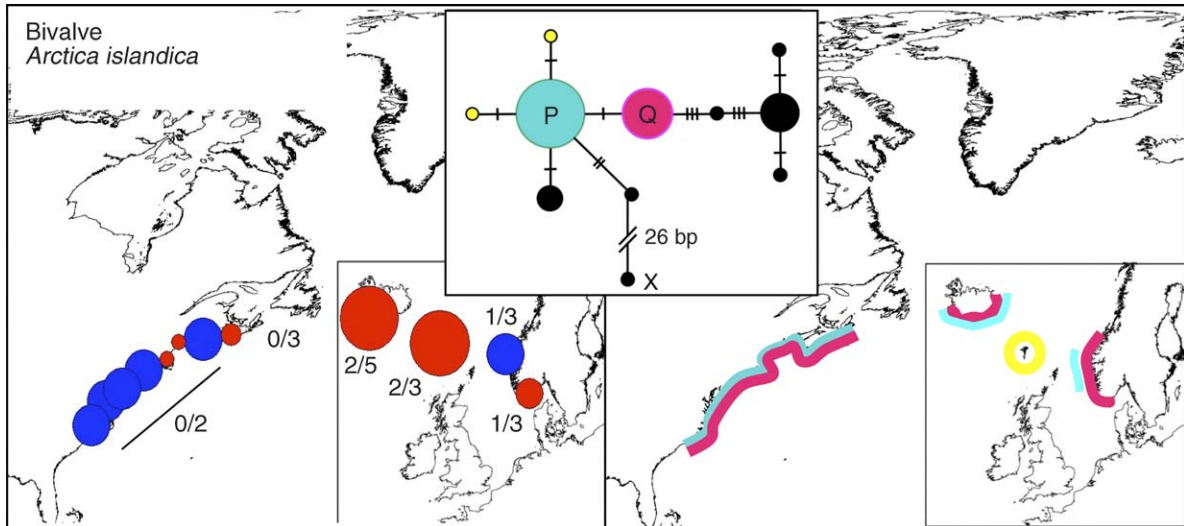 Bivalve
Arctica islandica
P
Q
26 bp
X
0/3
0/2
2/5
2/3
1/3
1/3